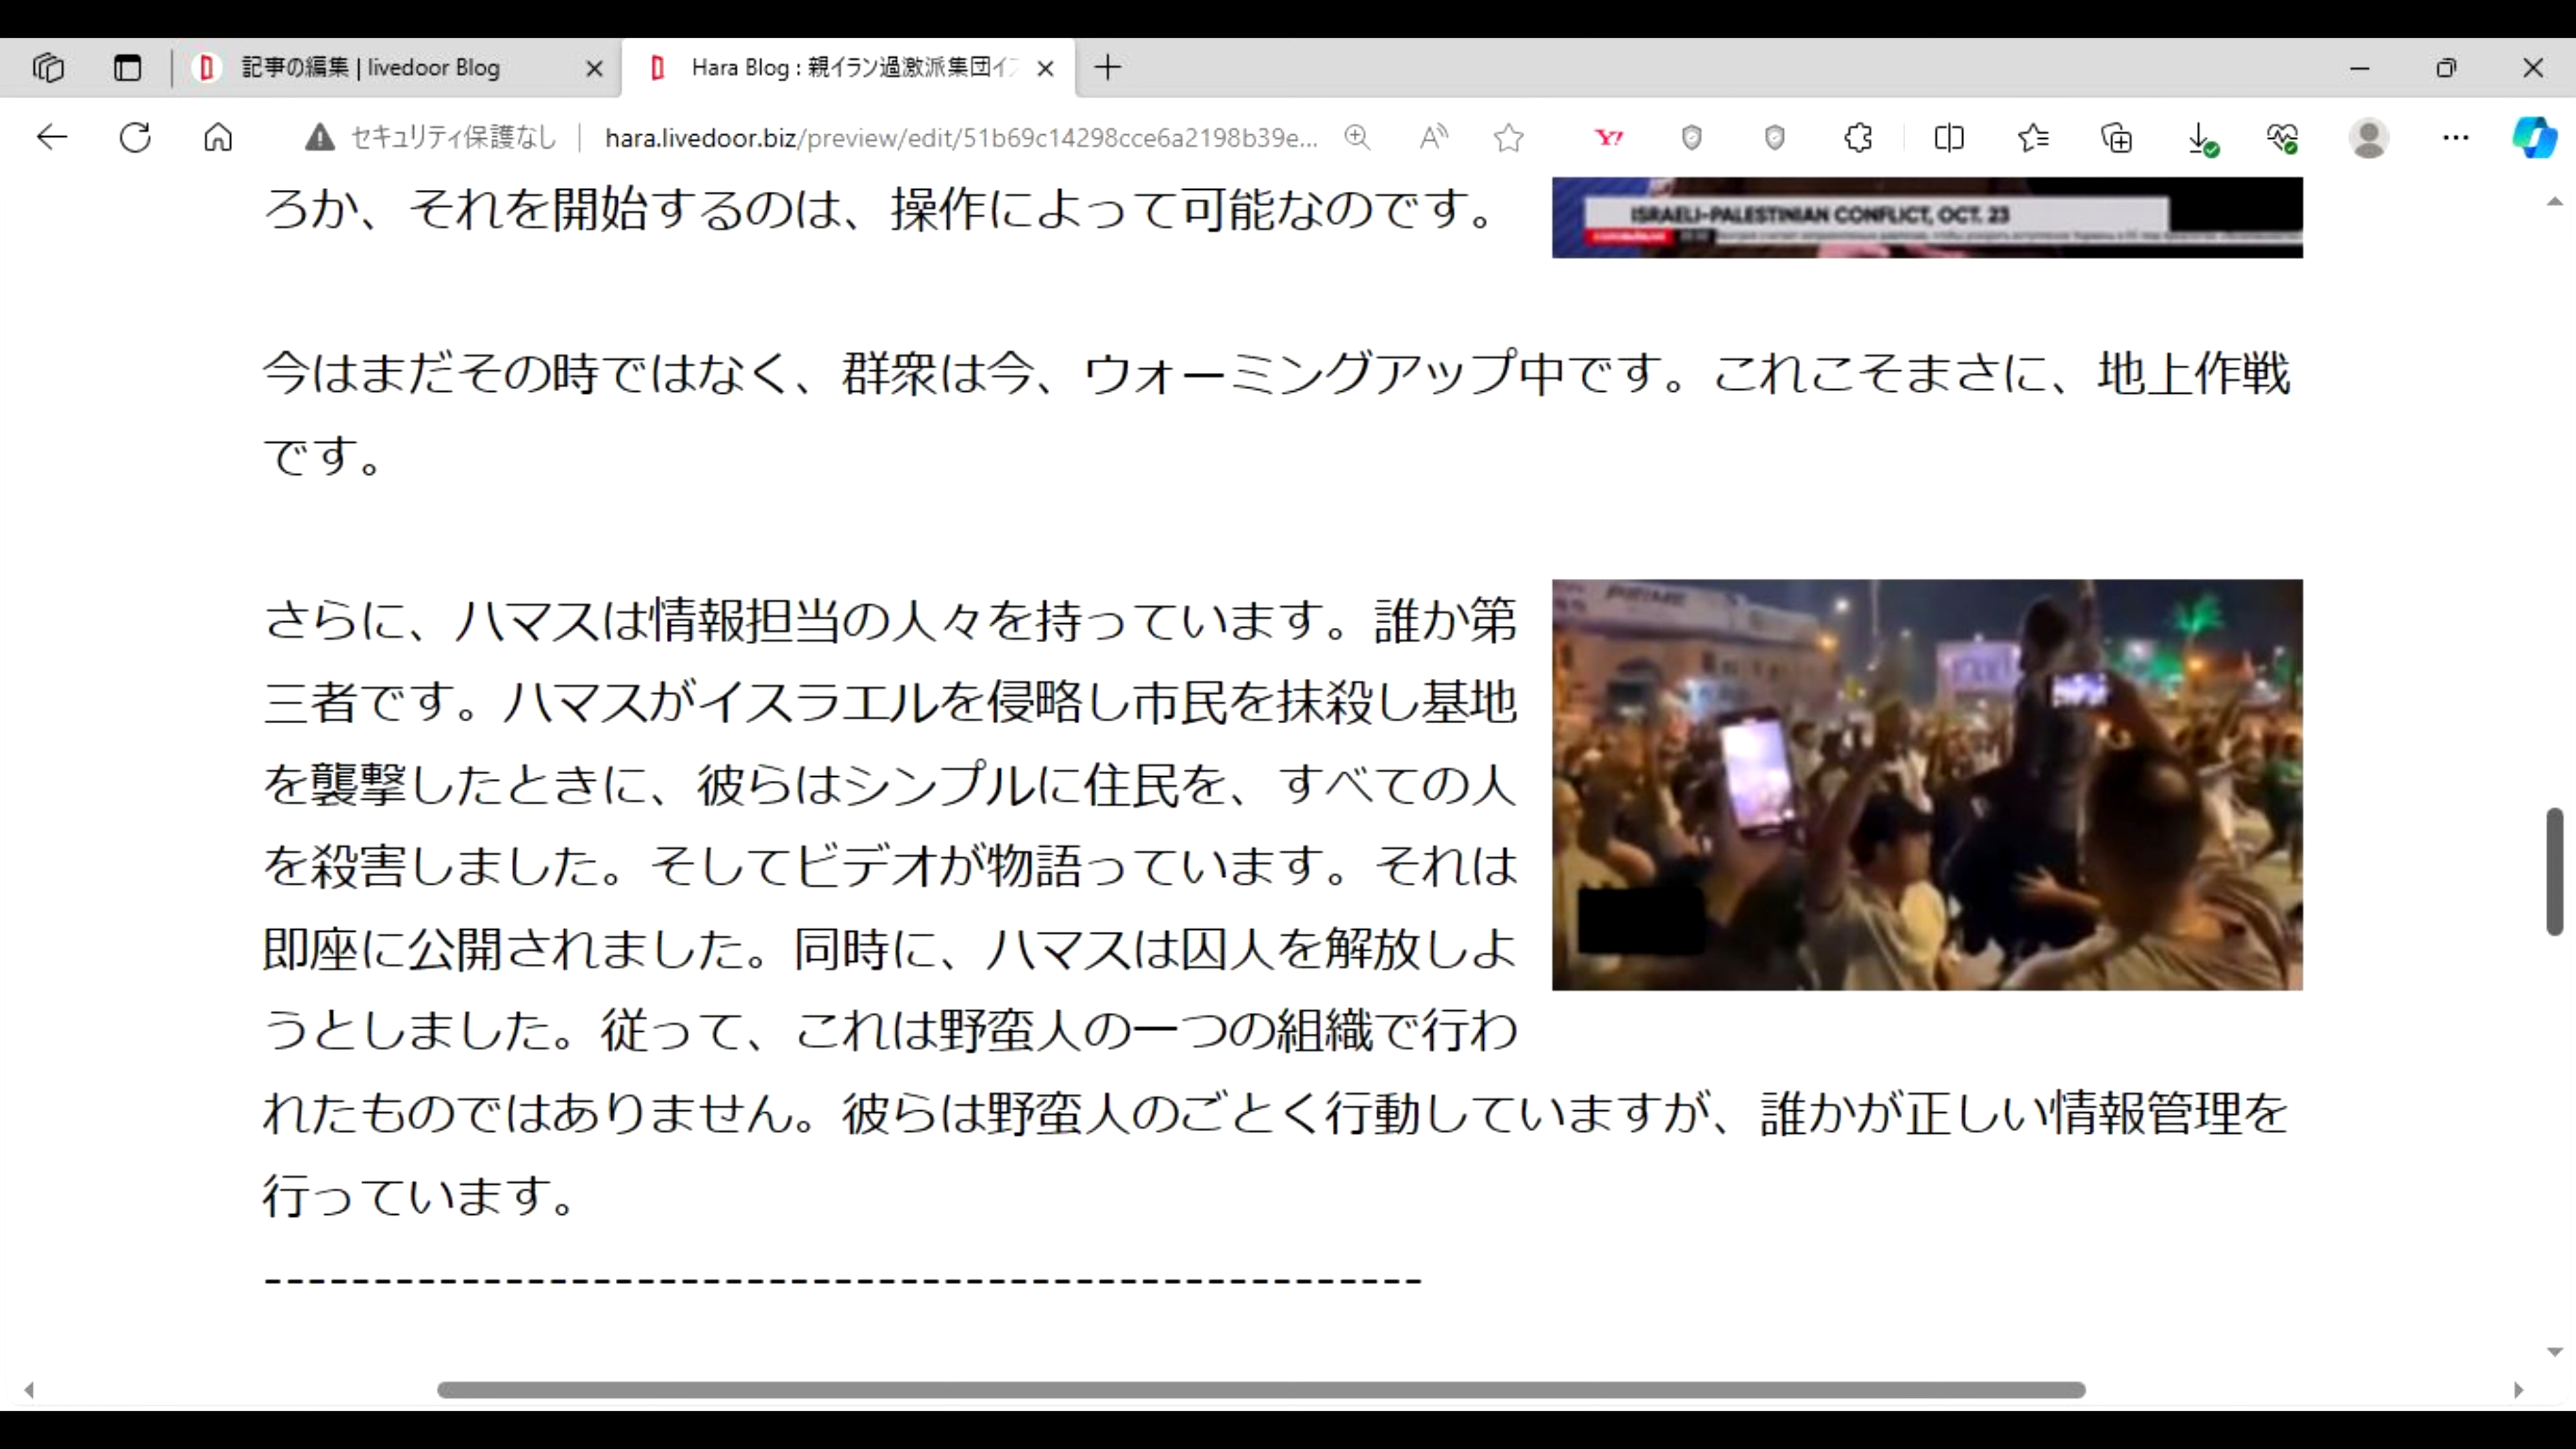 記事の編集 | livedoor Blog
Hara Blog : 親イラン過激派集団イ
セキュリティ保護なし
hara.livedoor.biz/preview/edit/51b69c14298cce6a2198b39e...
ろか、それを開始するのは、操作によって可能なのです。
ISRAELI-PALESTINIAN CONFLICT, OCT. 23
今はまだその時ではなく、群衆は今、ウォーミングアップ中です。これこそまさに、地上作戦
です。
さらに、ハマスは情報担当の人々を持っています。誰か第
三者です。ハマスがイスラエルを侵略し市民を抹殺し基地
を襲撃したときに、彼らはシンプルに住民を、すべての人
を殺害しました。そしてビデオが物語っています。それは
即座に公開されました。同時に、ハマスは囚人を解放しよ
うとしました。従って、これは野蛮人の一つの組織で行わ
れたものではありません。彼らは野蛮人のごとく行動していますが、誰かが正しい情報管理を
行っています。
-----------------------------------------------------